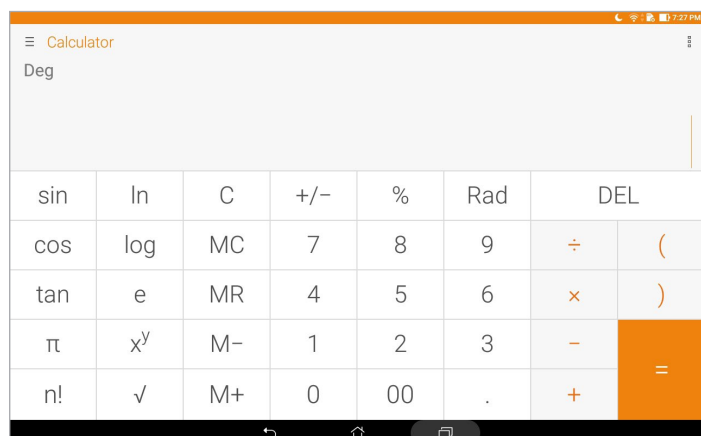 7:27 PM
Calculator
Deg
sin ln C +/− % Rad DEL
cos log MC 7 8 9 ÷ (
tan e MR 4 5 6 × )
π xʸ M− 1 2 3 −
n! √ M+ 0 00 . + =